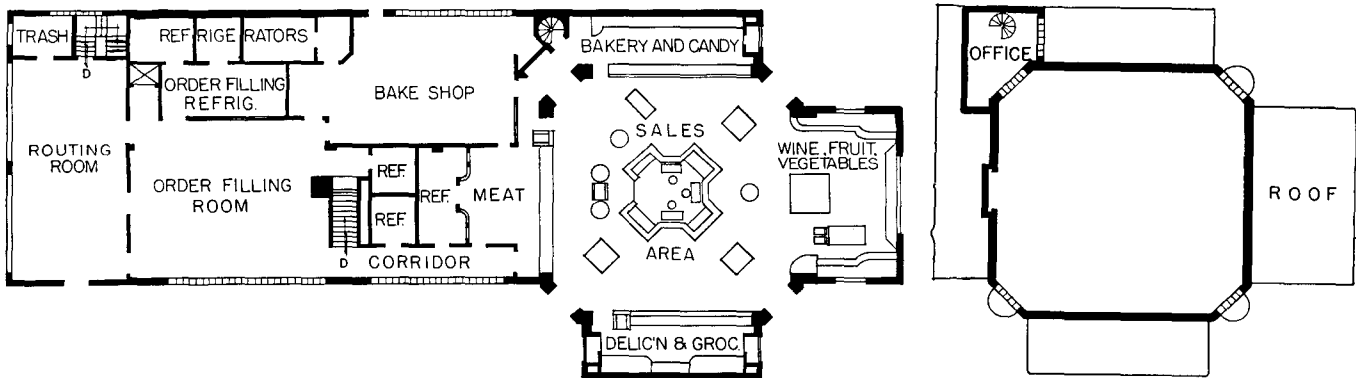 TRASH
D
REFRIGERATORS
ORDER FILLING
REFRIG.
BAKE SHOP
ROUTING
ROOM
ORDER FILLING
ROOM
D
REF.
REF.
REF.
MEAT
CORRIDOR
BAKERY AND CANDY
SALES
AREA
WINE, FRUIT,
VEGETABLES
DELIC'N & GROC.
OFFICE
ROOF